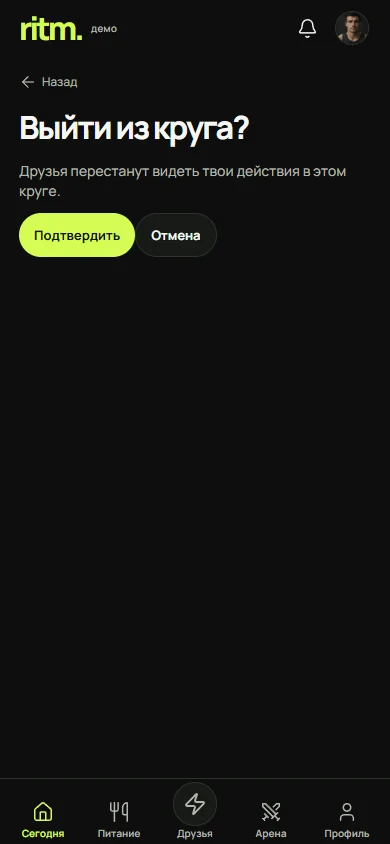 ritm. демо
Назад
Выйти из круга?
Друзья перестанут видеть твои действия в этом
круге.
Подтвердить Отмена
Сегодня Питание Друзья Арена Профиль